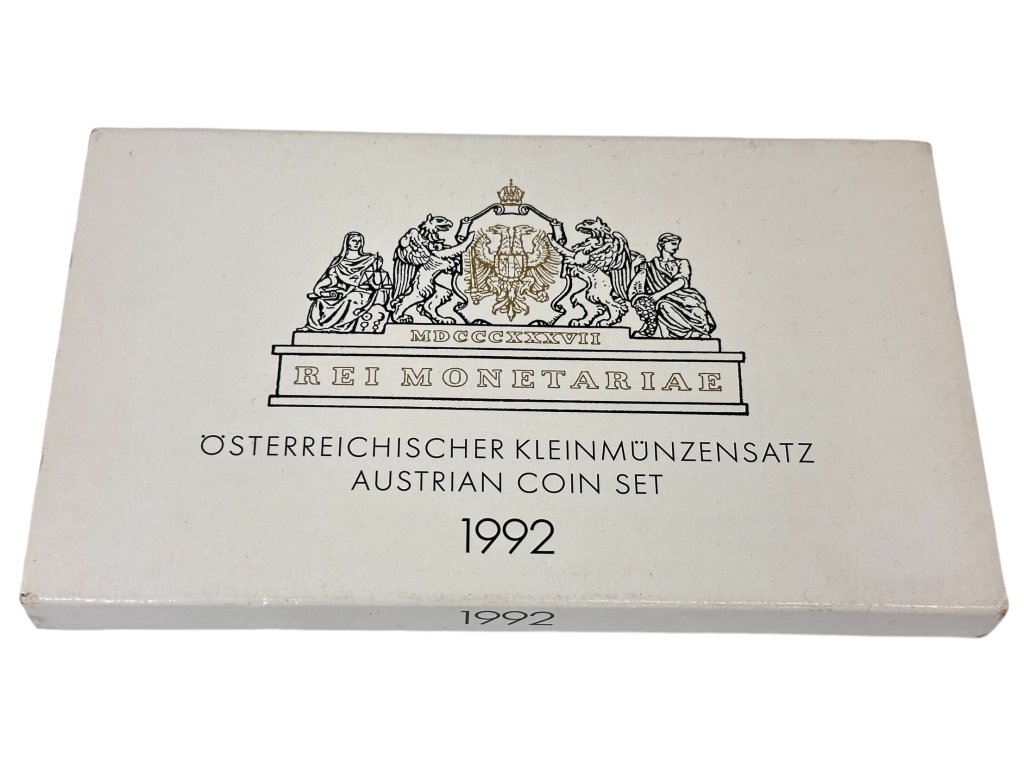 MDCCCXXXVII
REI MONETARIAE
ÖSTERREICHISCHER KLEINMÜNZENSATZ
AUSTRIAN COIN SET
1992
1992